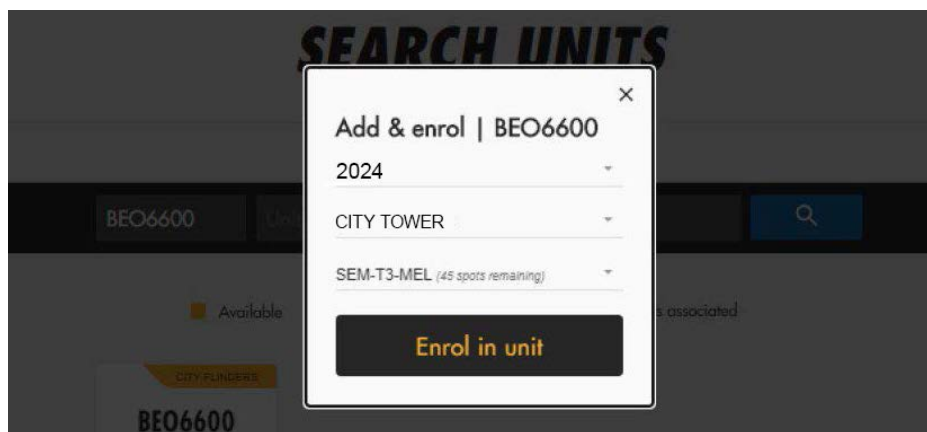 SEARCH UNITS
×
Add & enrol | BEO6600
2024
CITY TOWER
SEM-T3-MEL (45 spots remaining)
Enrol in unit
BEO6600
Available
s associated
CITY FLINDERS
BEO6600